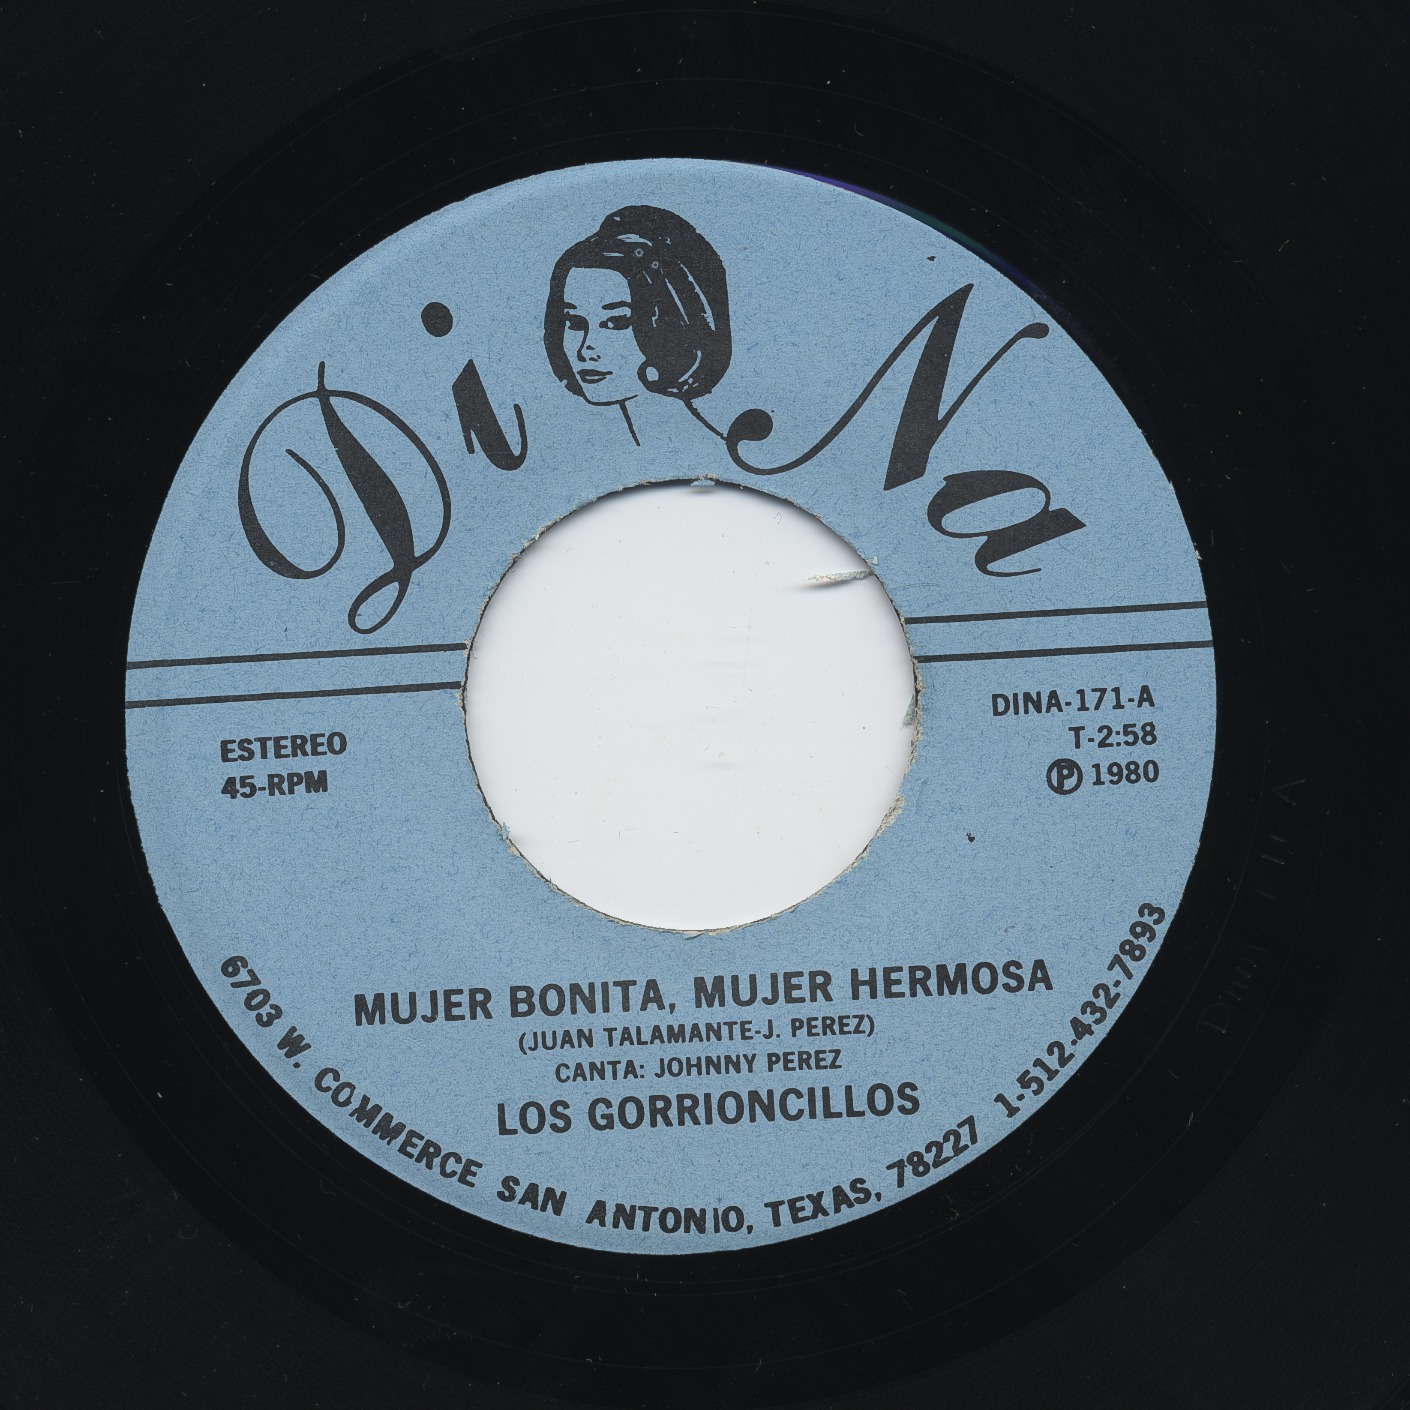 Di Na
ESTEREO
45-RPM
DINA-171-A
T-2:58
Ⓟ 1980
MUJER BONITA, MUJER HERMOSA
(JUAN TALAMANTE-J. PEREZ)
CANTA: JOHNNY PEREZ
LOS GORRIONCILLOS
6703 W. COMMERCE SAN ANTONIO, TEXAS, 78227 1-512-432-7893